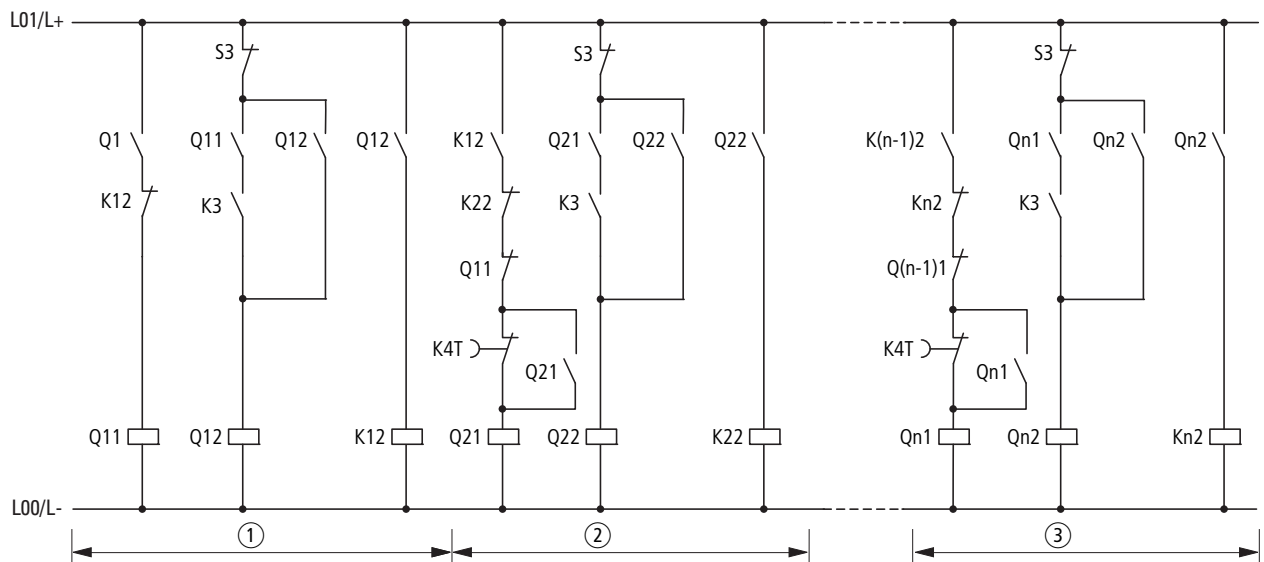 L01/L+
S3 S3 S3
Q1 Q11 Q12 Q12 K12 Q21 Q22 Q22 K(n-1)2 Qn1 Qn2 Qn2
K12 K3 K22 K3 Kn2 K3
Q11 Q(n-1)1
K4T K4T
Q21 Qn1
Q11 Q12 K12 Q21 Q22 K22 Qn1 Qn2 Kn2
L00/L-
1 2 3